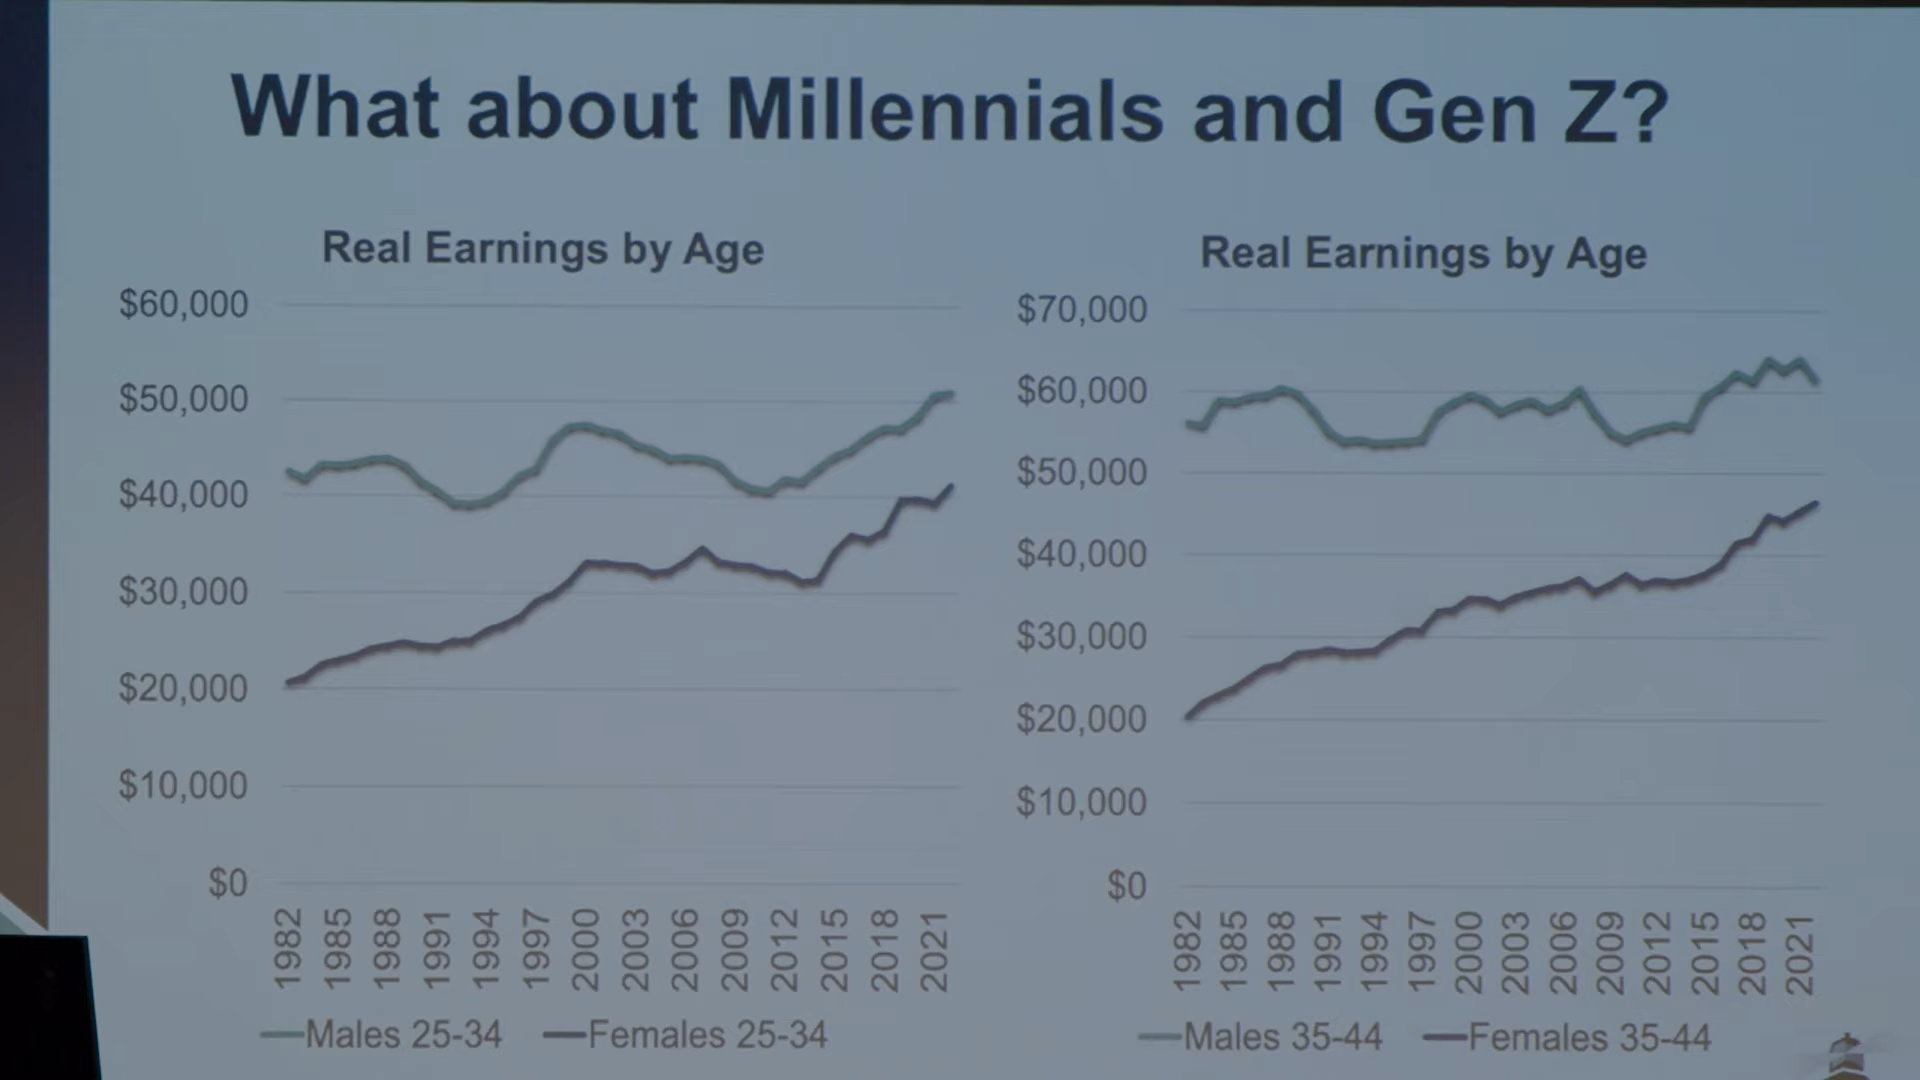 What about Millennials and Gen Z?
Real Earnings by Age
$60,000
$50,000
$40,000
$30,000
$20,000
$10,000
$0
1982 1985 1988 1991 1994 1997 2000 2003 2006 2009 2012 2015 2018 2021
Males 25-34 Females 25-34
Real Earnings by Age
$70,000
$60,000
$50,000
$40,000
$30,000
$20,000
$10,000
$0
1982 1985 1988 1991 1994 1997 2000 2003 2006 2009 2012 2015 2018 2021
Males 35-44 Females 35-44